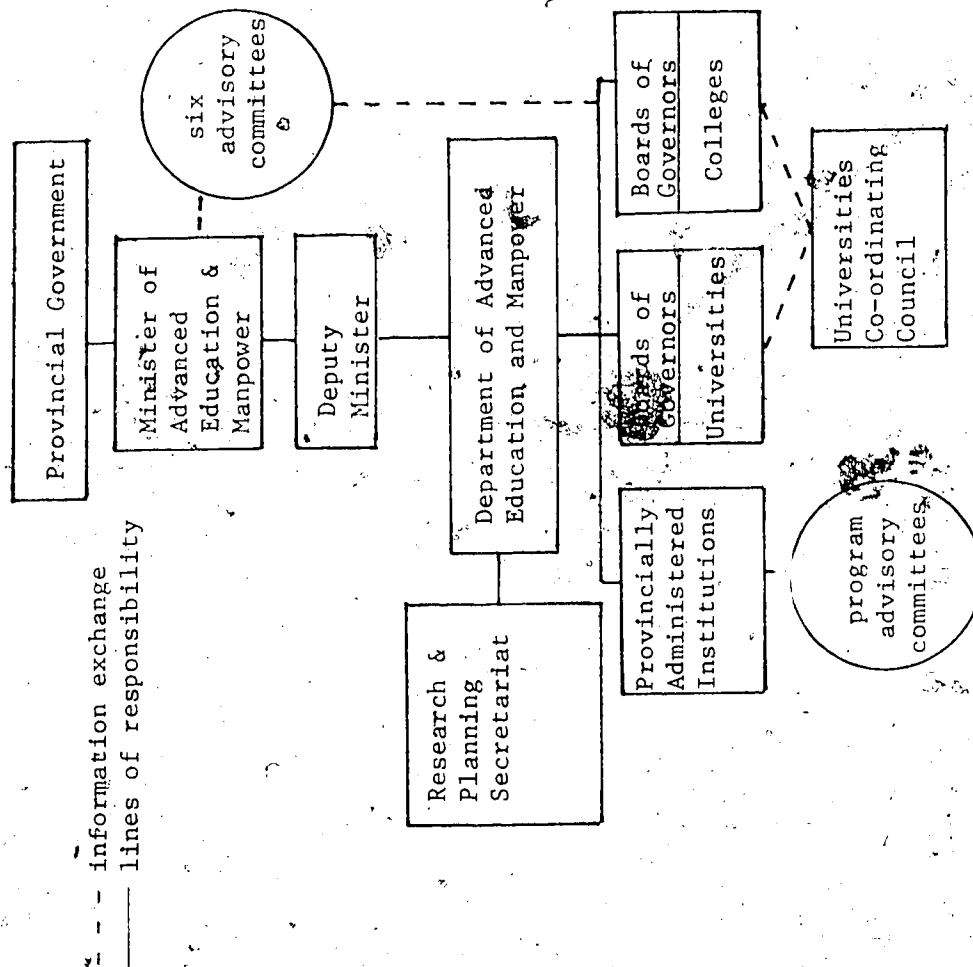 - - - information exchange
lines of responsibility
Provincial Government
Minister of
Advanced
Education &
Manpower
six
advisory
committees
Deputy
Minister
Department of Advanced
Education and Manpower
Research &
Planning
Secretariat
Provincially
Administered
Institutions
Boards of
Governors
Universities
Boards of
Governors
Colleges
program
advisory
committees
Universities
Co-ordinating
Council